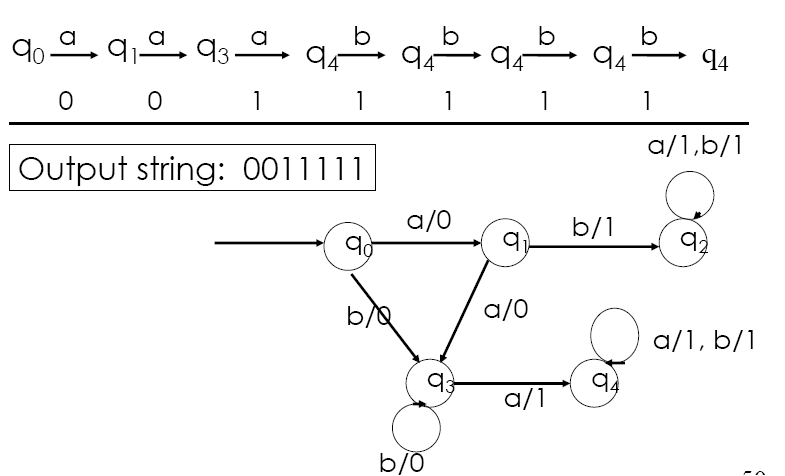 a a a b b b b
q0 q1 q3 q4 q4 q4 q4 q4
0 0 1 1 1 1 1
Output string: 0011111
a/1,b/1
a/0
b/1
q0 q1 q2
b/0 a/0
a/1, b/1
q3 q4
a/1
b/0